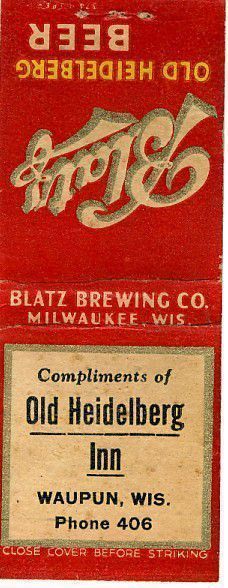 BEER
OLD HEIDELBERG
Blatz
BLATZ BREWING CO.
MILWAUKEE, WIS.
Compliments of
Old Heidelberg
Inn
WAUPUN, WIS.
Phone 406
CLOSE COVER BEFORE STRIKING